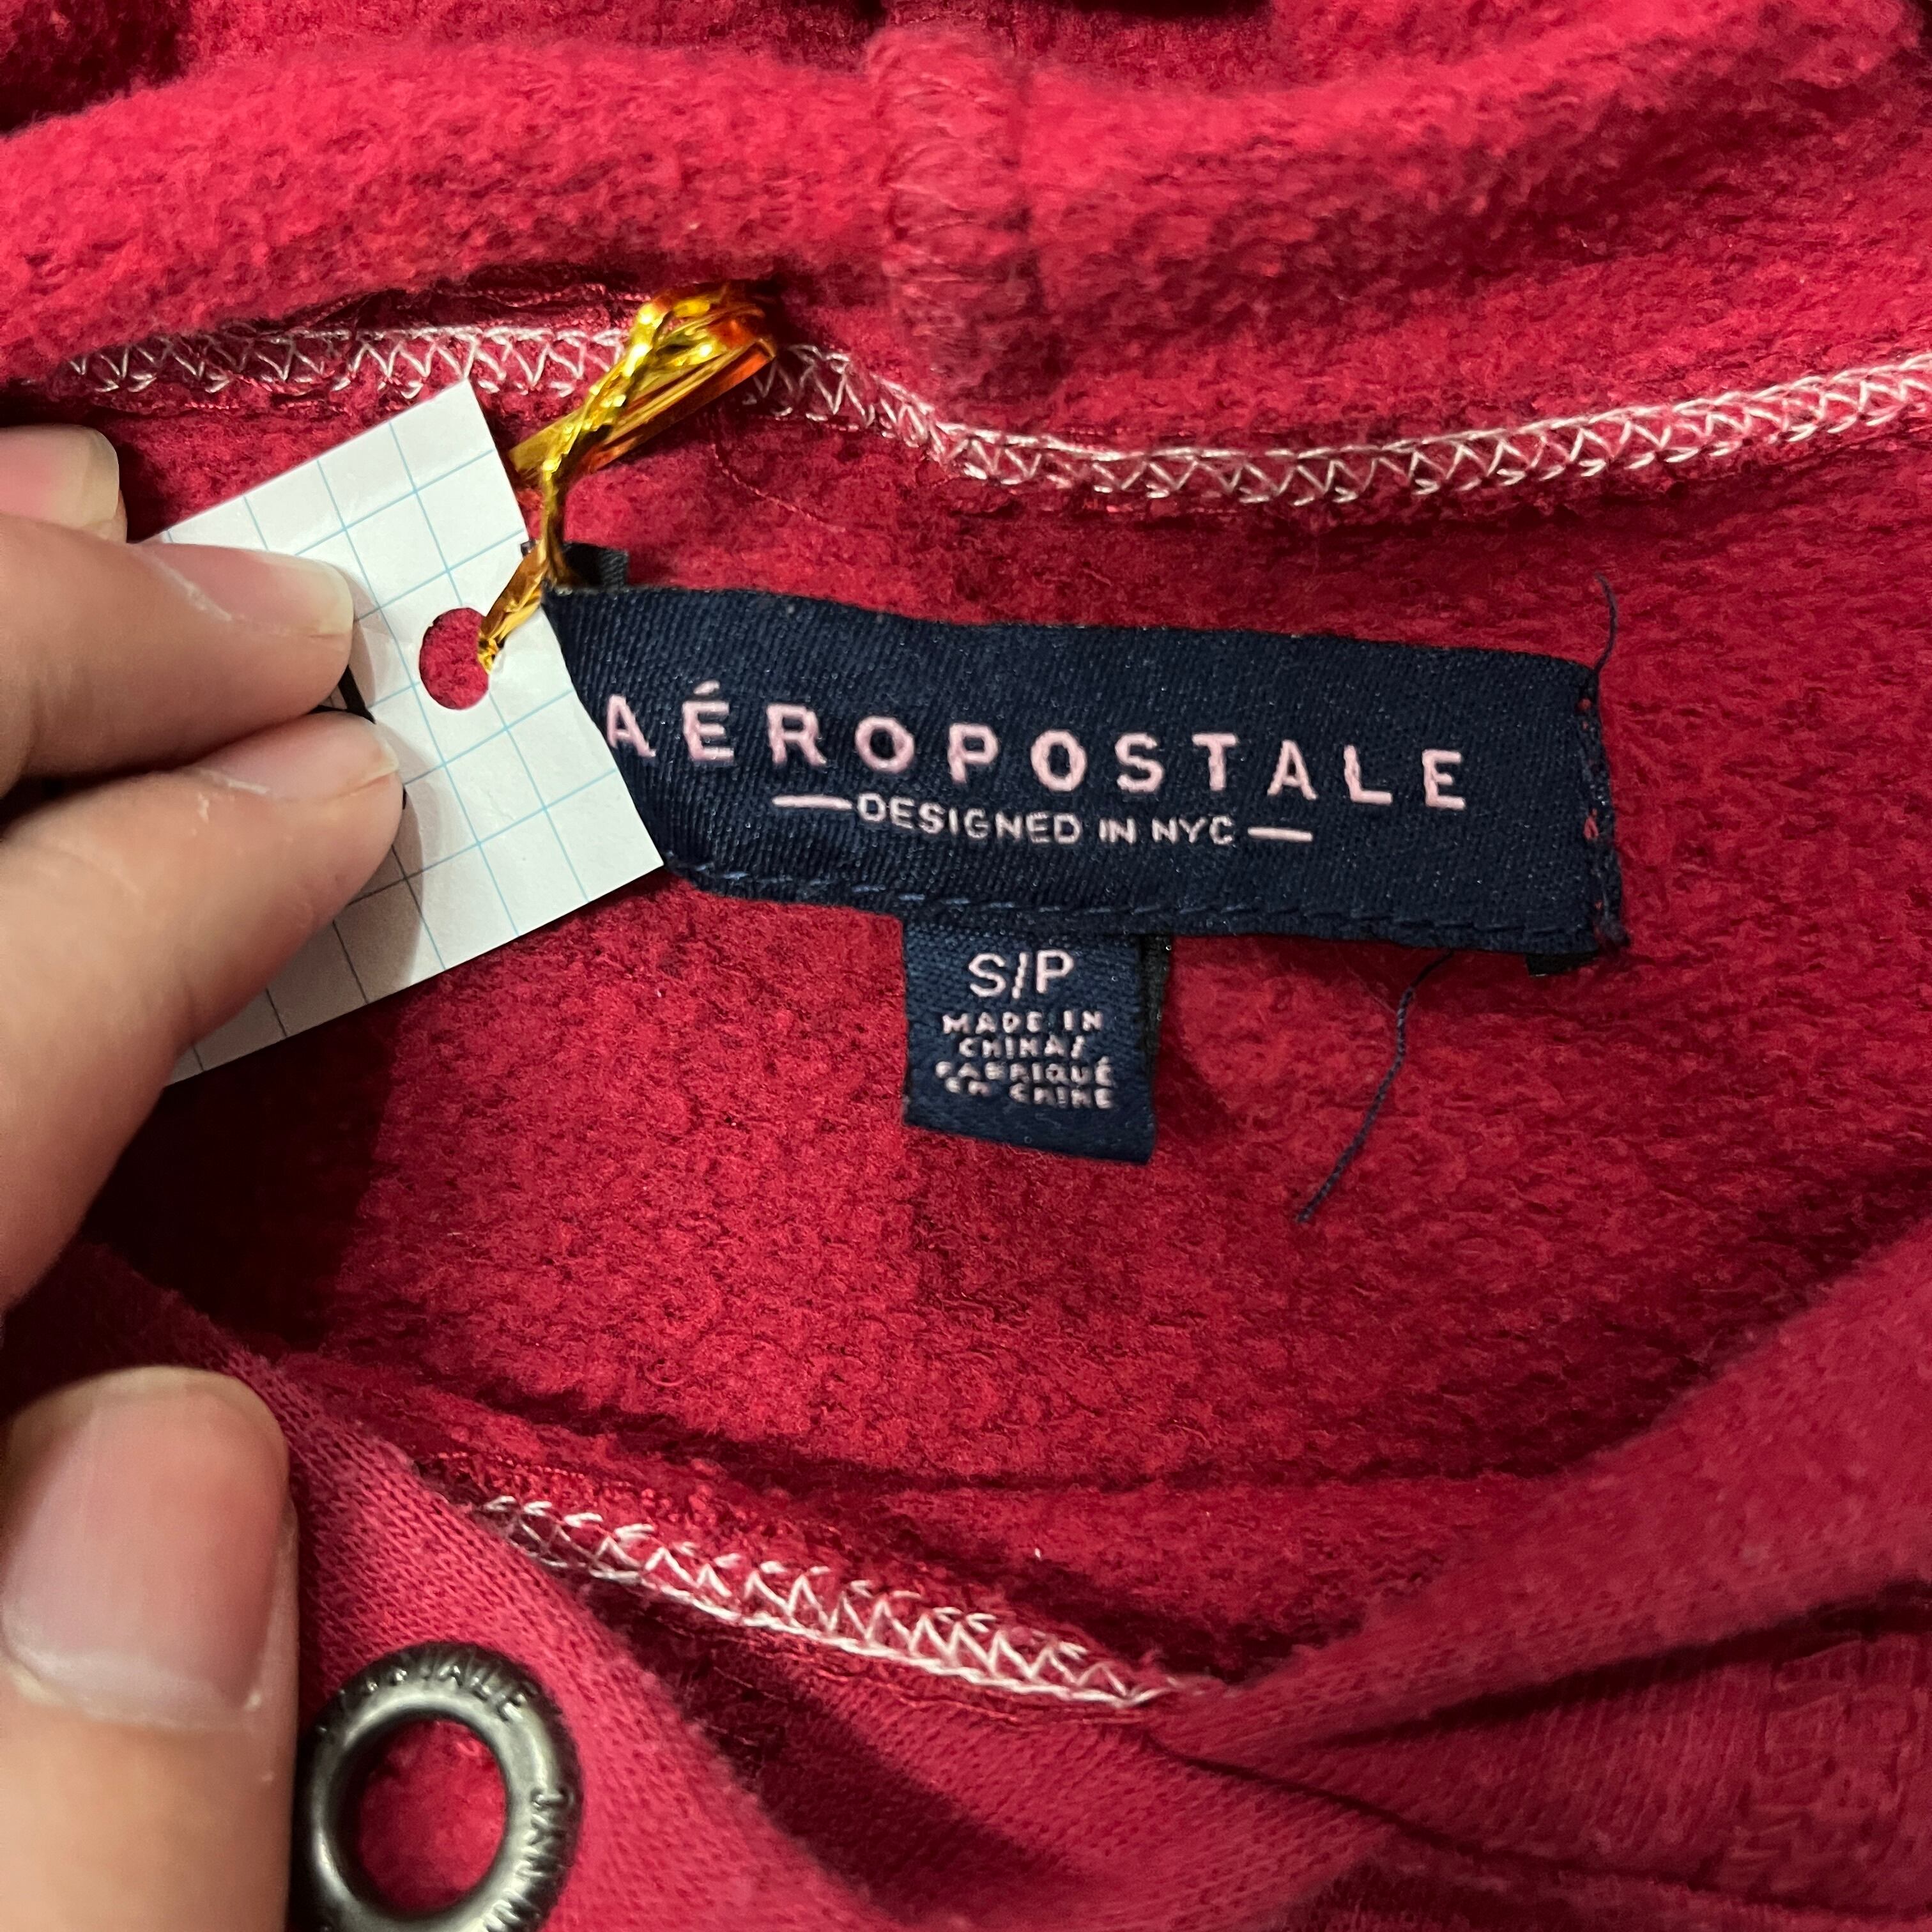 AÉROPOSTALE
DESIGNED IN NYC
S/P
MADE IN
CHINA/
FABRIQUÉ
EN CHINE